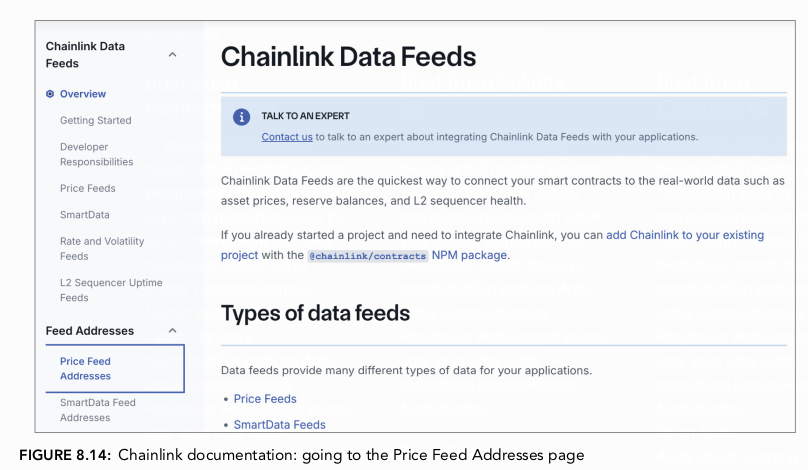 Chainlink Data
Feeds
Overview
Getting Started
Developer
Responsibilities
Price Feeds
SmartData
Rate and Volatility
Feeds
L2 Sequencer Uptime
Feeds
Feed Addresses
Price Feed
Addresses
SmartData Feed
Addresses
Chainlink Data Feeds
TALK TO AN EXPERT
Contact us to talk to an expert about integrating Chainlink Data Feeds with your applications.
Chainlink Data Feeds are the quickest way to connect your smart contracts to the real-world data such as
asset prices, reserve balances, and L2 sequencer health.
If you already started a project and need to integrate Chainlink, you can add Chainlink to your existing
project with the @chainlink/contracts NPM package.
Types of data feeds
Data feeds provide many different types of data for your applications.
• Price Feeds
• SmartData Feeds
FIGURE 8.14: Chainlink documentation: going to the Price Feed Addresses page